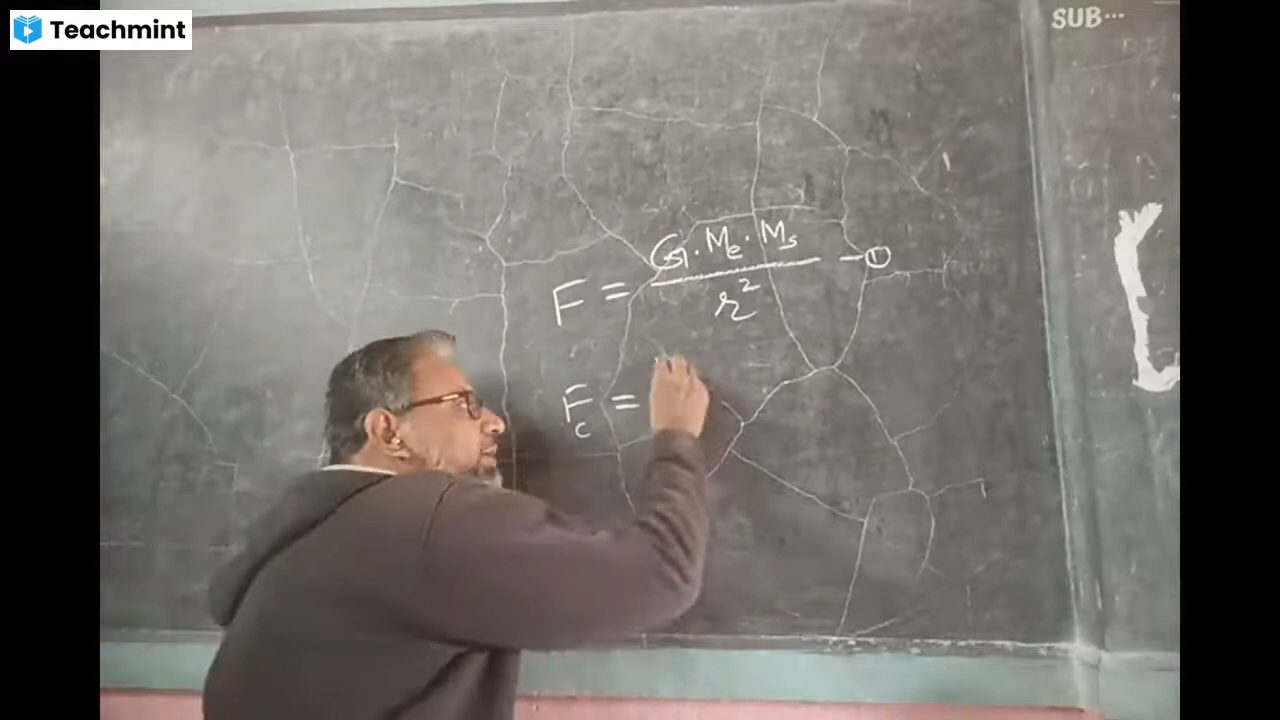 Teachmint
SUB...
F = G.Me.Ms / r² - ①
Fc =